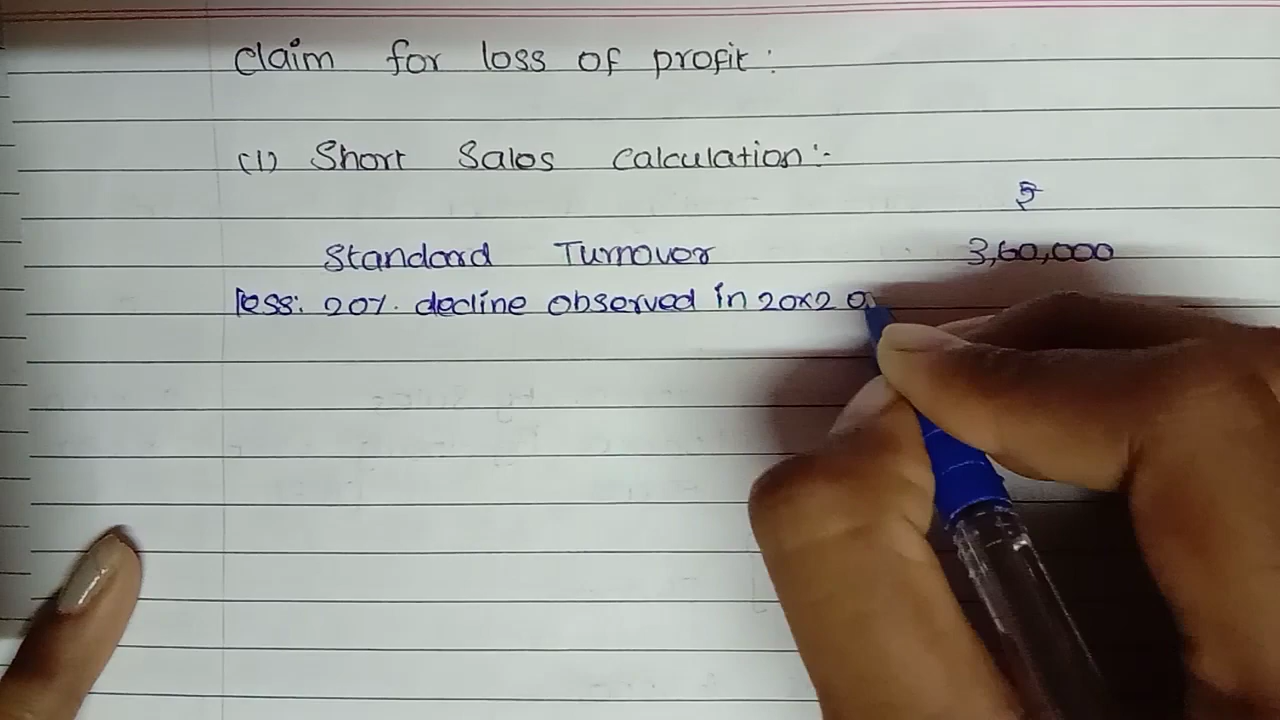 Claim for loss of profit:
(1) Short Sales Calculation:-
₹
Standard Turnover 3,60,000
less: 20%. decline observed in 20x2